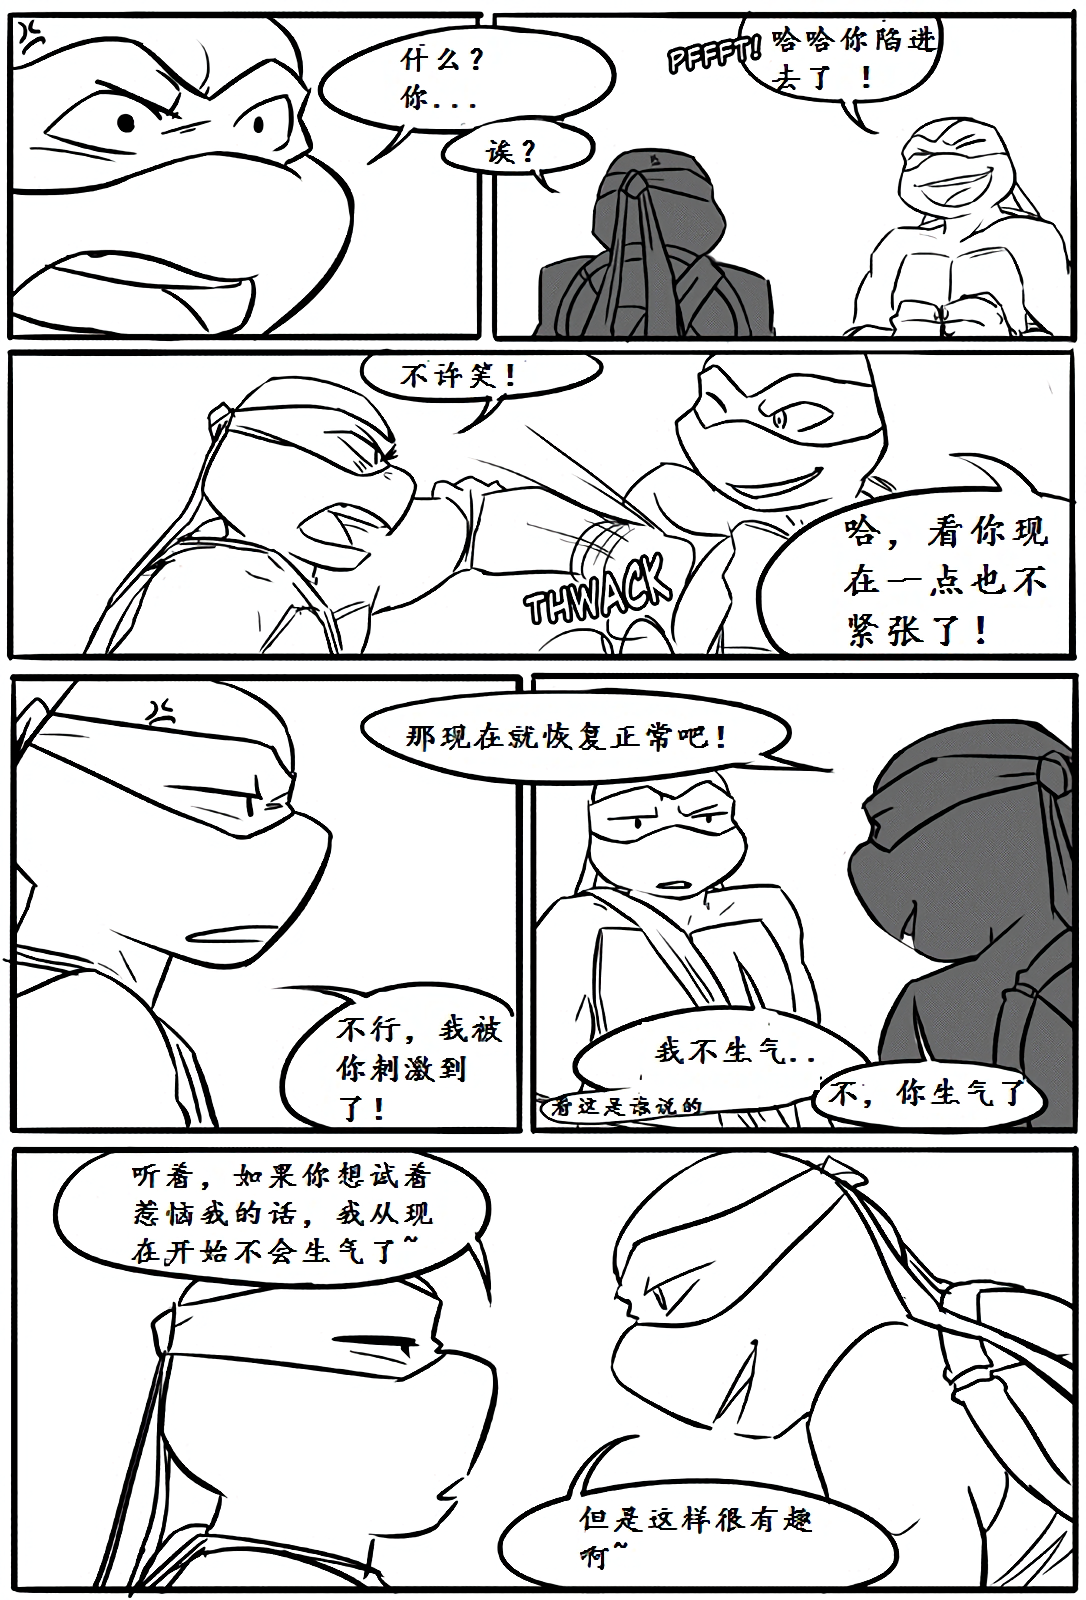 什么？
你...
诶？
PFFFT!
哈哈你陷进
去了 ！
不许笑！
THWACK
哈，看你现
在一点也不
紧张了！
那现在就恢复正常吧！
不行，我被
你刺激到
了！
我不生气..
看这是谁说的
不，你生气了
听着，如果你想试着
惹恼我的话，我从现
在开始不会生气了~
但是这样很有趣
啊~